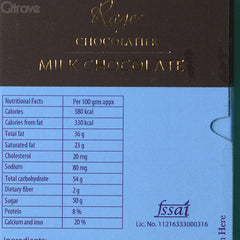 Qtrove
Rage
CHOCOLATIER
MILK CHOCOLATE
Nutritional Facts Per 100 gms appx
Calories 580 kcal
Calories from fat 330 kcal
Total fat 36 g
Saturated fat 23 g
Cholesterol 20 mg
Sodium 80 mg
Total carbohydrate 54 g
Dietary fiber 2 g
Sugar 50 g
Protein 8 %
Calcium and iron 20 %
fssai
Lic. No. 11216333000316
n Here